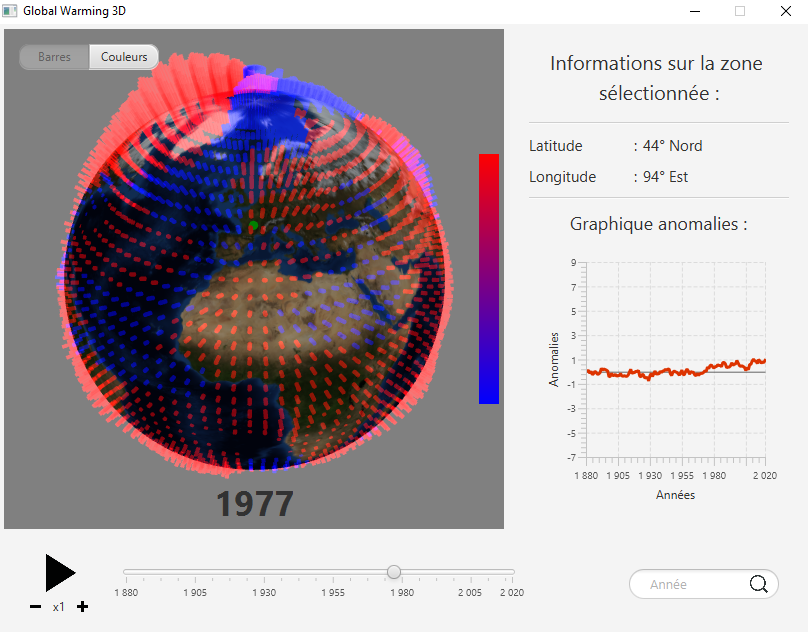 Global Warming 3D
Barres Couleurs
1977
1 880 1 905 1 930 1 955 1 980 2 005 2 020
x1
Informations sur la zone
sélectionnée :
Latitude : 44° Nord
Longitude : 94° Est
Graphique anomalies :
9
7
5
3
1
-1
-3
-5
-7
Anomalies
1 880 1 905 1 930 1 955 1 980 2 020
Années
Année